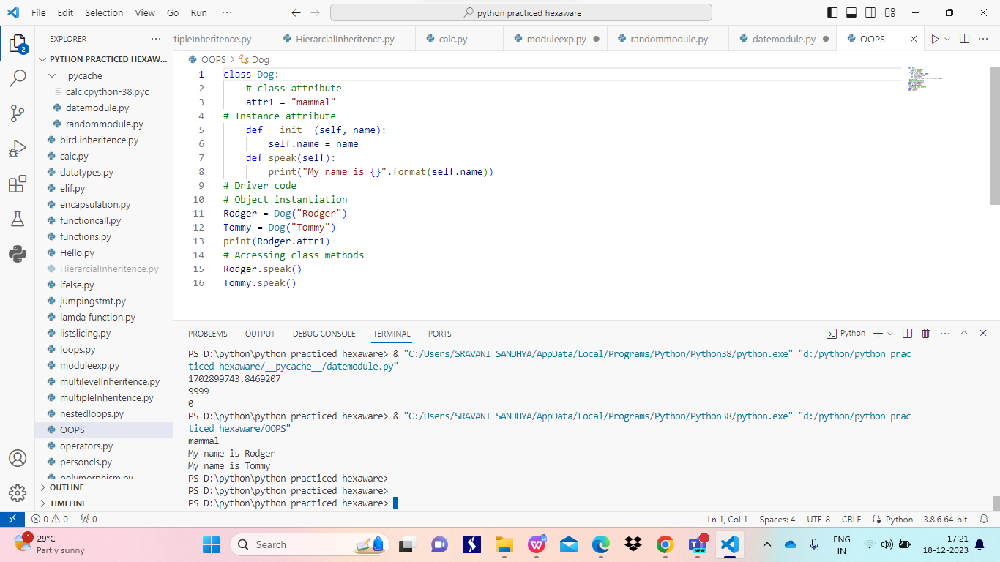 File Edit Selection View Go Run ···
python practiced hexaware
EXPLORER
PYTHON PRACTICED HEXAW...
__pycache__
calc.cpython-38.pyc
datemodule.py
randommodule.py
bird inheritence.py
calc.py
datatypes.py
elif.py
encapsulation.py
functioncall.py
functions.py
Hello.py
HierarcialInheritence.py
ifelse.py
jumpingstmt.py
lamda function.py
listslicing.py
loops.py
moduleexp.py
multilevelInheritence.py
multipleInheritence.py
nestedloops.py
OOPS
operators.py
personcls.py
polymorphism.py
OUTLINE
TIMELINE
2
tipleInheritence.py HierarcialInheritence.py calc.py moduleexp.py randommodule.py datemodule.py OOPS
OOPS > Dog
1 class Dog:
2 # class attribute
3 attr1 = "mammal"
4 # Instance attribute
5 def __init__(self, name):
6 self.name = name
7 def speak(self):
8 print("My name is {}".format(self.name))
9 # Driver code
10 # Object instantiation
11 Rodger = Dog("Rodger")
12 Tommy = Dog("Tommy")
13 print(Rodger.attr1)
14 # Accessing class methods
15 Rodger.speak()
16 Tommy.speak()
PROBLEMS OUTPUT DEBUG CONSOLE TERMINAL PORTS
Python
PS D:\python\python practiced hexaware> & "C:/Users/SRAVANI SANDHYA/AppData/Local/Programs/Python/Python38/python.exe" "d:/python/python prac
ticed hexaware/__pycache__/datemodule.py"
1702899743.8469207
9999
0
PS D:\python\python practiced hexaware> & "C:/Users/SRAVANI SANDHYA/AppData/Local/Programs/Python/Python38/python.exe" "d:/python/python prac
ticed hexaware/OOPS"
mammal
My name is Rodger
My name is Tommy
PS D:\python\python practiced hexaware>
PS D:\python\python practiced hexaware>
PS D:\python\python practiced hexaware>
0 0 0 Ln 1, Col 1 Spaces: 4 UTF-8 CRLF Python 3.8.6 64-bit
1
29°C
Partly sunny
Search
NEW
ENG
IN
17:21
18-12-2023